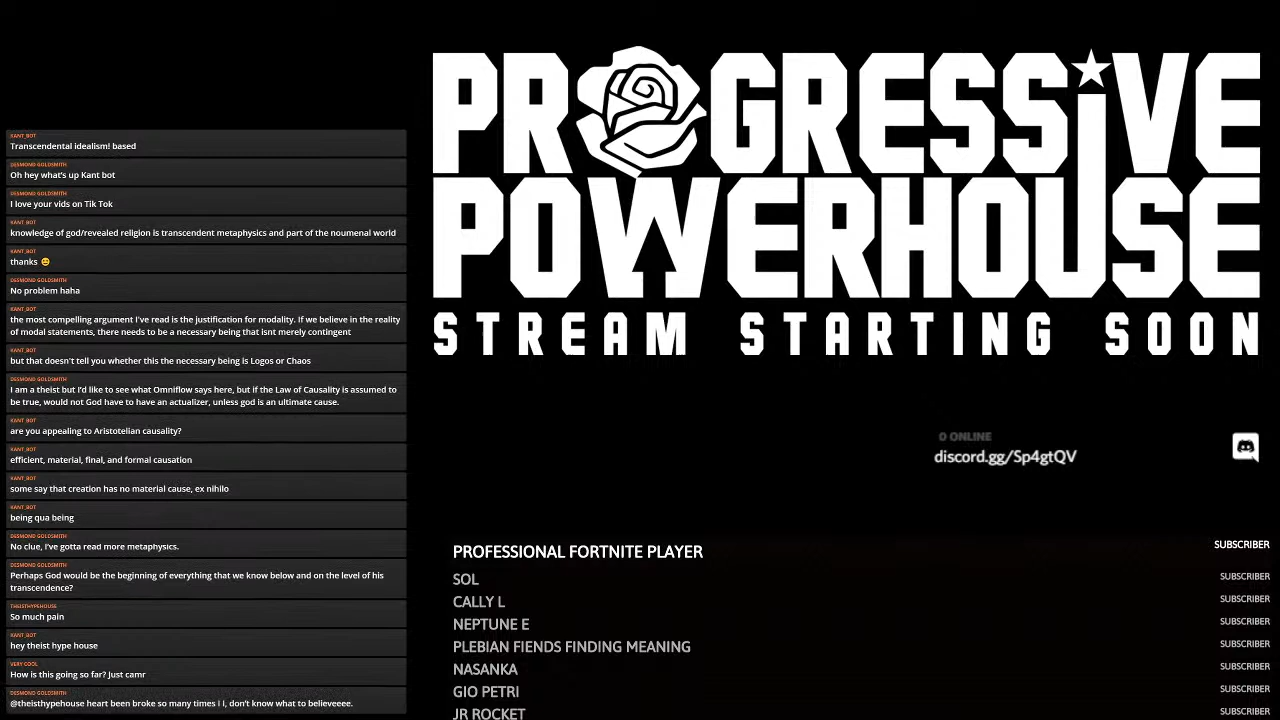 KANT_BOT
Transcendental idealism! based
DESMOND GOLDSMITH
Oh hey what's up Kant bot
DESMOND GOLDSMITH
I love your vids on Tik Tok
KANT_BOT
knowledge of god/revealed religion is transcendent metaphysics and part of the noumenal world
KANT_BOT
thanks 😀
DESMOND GOLDSMITH
No problem haha
KANT_BOT
the most compelling argument I've read is the justification for modality. If we believe in the reality
of modal statements, there needs to be a necessary being that isnt merely contingent
KANT_BOT
but that doesn't tell you whether this the necessary being is Logos or Chaos
DESMOND GOLDSMITH
I am a theist but I'd like to see what Omniflow says here, but if the Law of Causality is assumed to
be true, would not God have to have an actualizer, unless god is an ultimate cause.
KANT_BOT
are you appealing to Aristotelian causality?
KANT_BOT
efficient, material, final, and formal causation
KANT_BOT
some say that creation has no material cause, ex nihilo
KANT_BOT
being qua being
DESMOND GOLDSMITH
No clue, I've gotta read more metaphysics.
DESMOND GOLDSMITH
Perhaps God would be the beginning of everything that we know below and on the level of his
transcendence?
THEISTHYPEHOUSE
So much pain
KANT_BOT
hey theist hype house
VERY COOL
How is this going so far? Just camr
DESMOND GOLDSMITH
@theisthypehouse heart been broke so many times i i, don't know what to believeeee.
PROGRESSIVE
POWERHOUSE
STREAM STARTING SOON
0 ONLINE
discord.gg/Sp4gtQV
PROFESSIONAL FORTNITE PLAYER SUBSCRIBER
SOL SUBSCRIBER
CALLY L SUBSCRIBER
NEPTUNE E SUBSCRIBER
PLEBIAN FIENDS FINDING MEANING SUBSCRIBER
NASANKA SUBSCRIBER
GIO PETRI SUBSCRIBER
JR ROCKET SUBSCRIBER